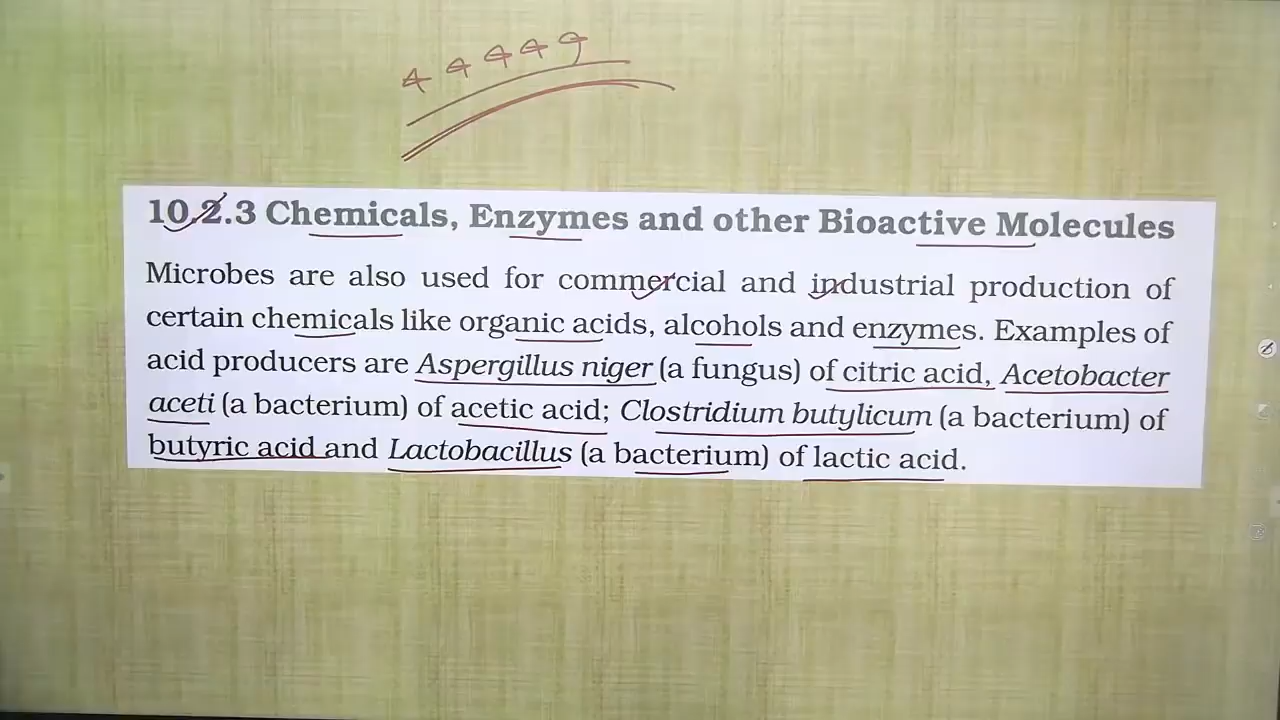 10.2.3 Chemicals, Enzymes and other Bioactive Molecules
Microbes are also used for commercial and industrial production of
certain chemicals like organic acids, alcohols and enzymes. Examples of
acid producers are Aspergillus niger (a fungus) of citric acid, Acetobacter
aceti (a bacterium) of acetic acid; Clostridium butylicum (a bacterium) of
butyric acid and Lactobacillus (a bacterium) of lactic acid.